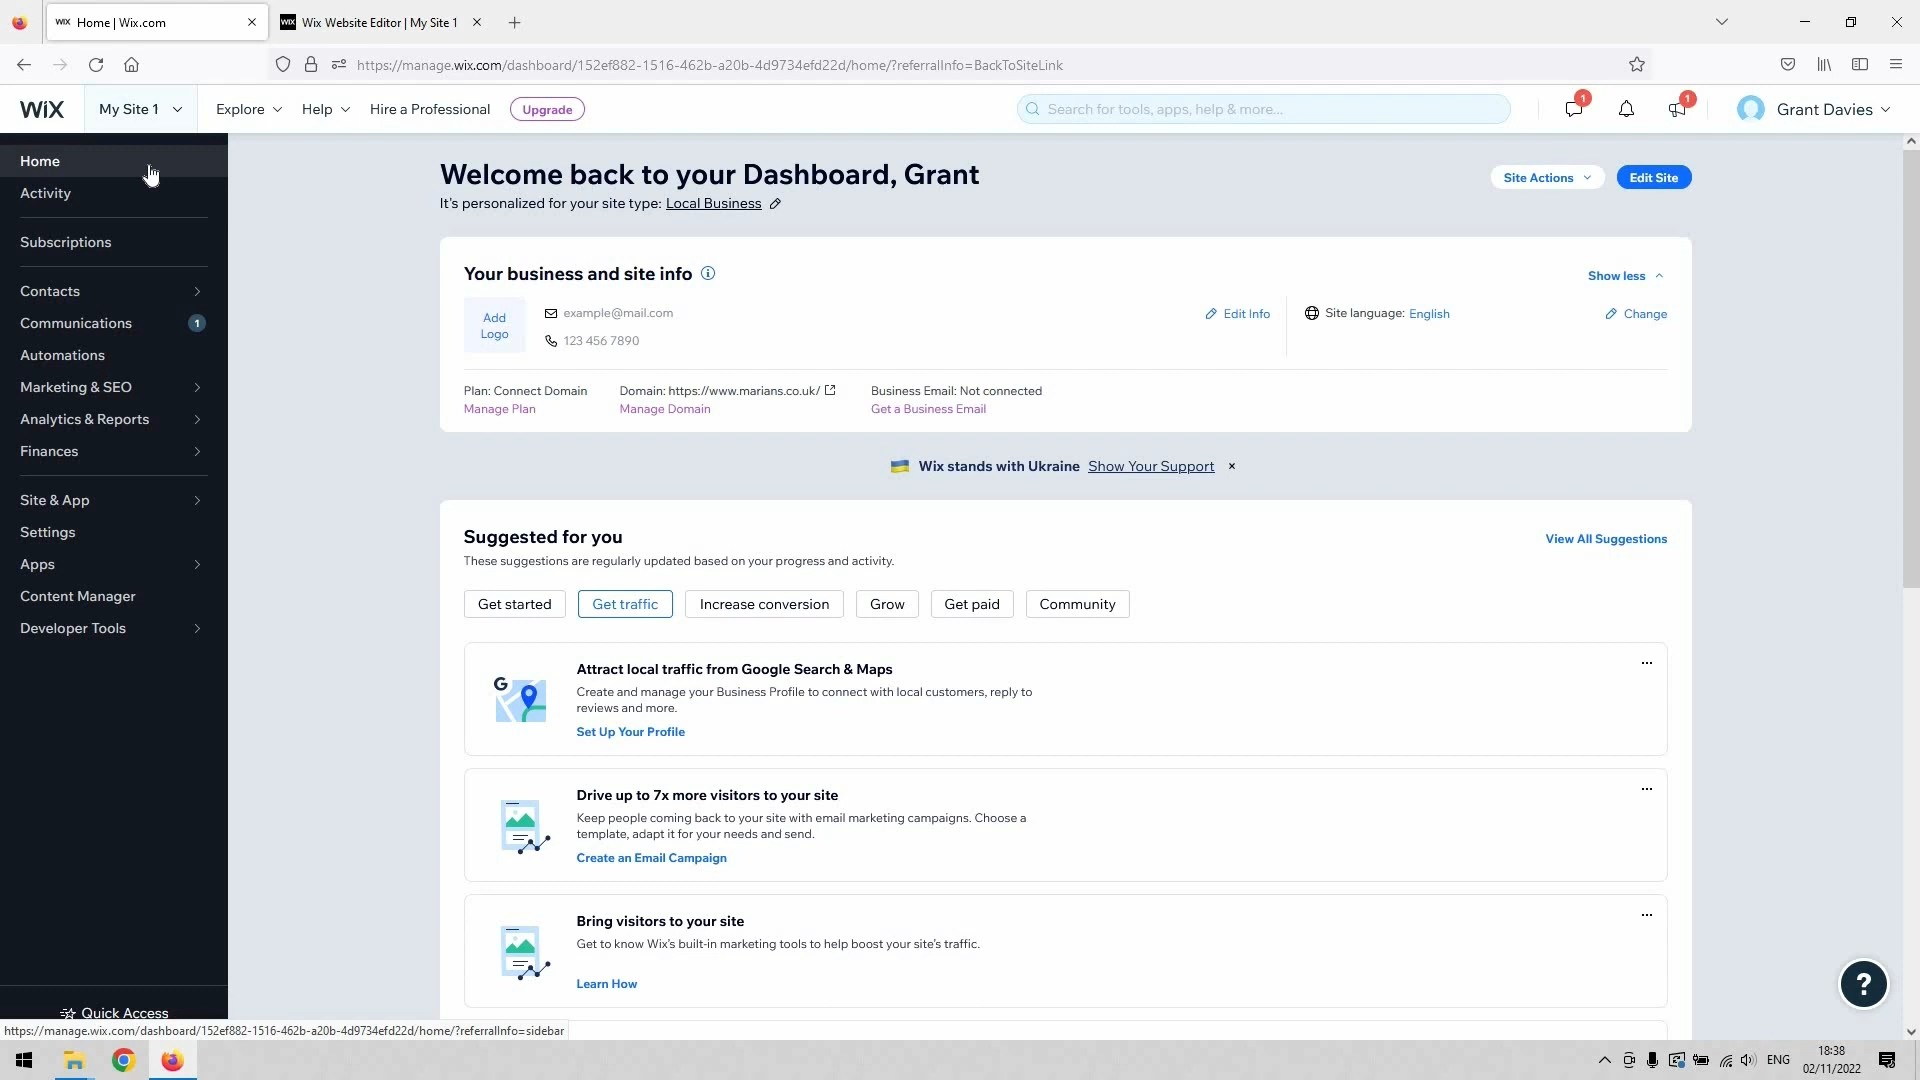 WIX Home | Wix.com
WIX Wix Website Editor | My Site 1
https://manage.wix.com/dashboard/152ef882-1516-462b-a20b-4d9734efd22d/home/?referralInfo=BackToSiteLink
WIX
My Site 1
Explore
Help
Hire a Professional
Upgrade
Search for tools, apps, help & more...
1
1
Grant Davies
Home
Activity
Subscriptions
Contacts
Communications
1
Automations
Marketing & SEO
Analytics & Reports
Finances
Site & App
Settings
Apps
Content Manager
Developer Tools
Quick Access
Welcome back to your Dashboard, Grant
It's personalized for your site type: Local Business
Site Actions
Edit Site
Your business and site info
Show less
Add
Logo
example@mail.com
123 456 7890
Edit Info
Site language: English
Change
Plan: Connect Domain
Manage Plan
Domain: https://www.marians.co.uk/
Manage Domain
Business Email: Not connected
Get a Business Email
Wix stands with Ukraine Show Your Support
Suggested for you
View All Suggestions
These suggestions are regularly updated based on your progress and activity.
Get started
Get traffic
Increase conversion
Grow
Get paid
Community
G
Attract local traffic from Google Search & Maps
Create and manage your Business Profile to connect with local customers, reply to
reviews and more.
Set Up Your Profile
Drive up to 7x more visitors to your site
Keep people coming back to your site with email marketing campaigns. Choose a
template, adapt it for your needs and send.
Create an Email Campaign
Bring visitors to your site
Get to know Wix's built-in marketing tools to help boost your site's traffic.
Learn How
?
https://manage.wix.com/dashboard/152ef882-1516-462b-a20b-4d9734efd22d/home/?referralInfo=sidebar
ENG
18:38
02/11/2022